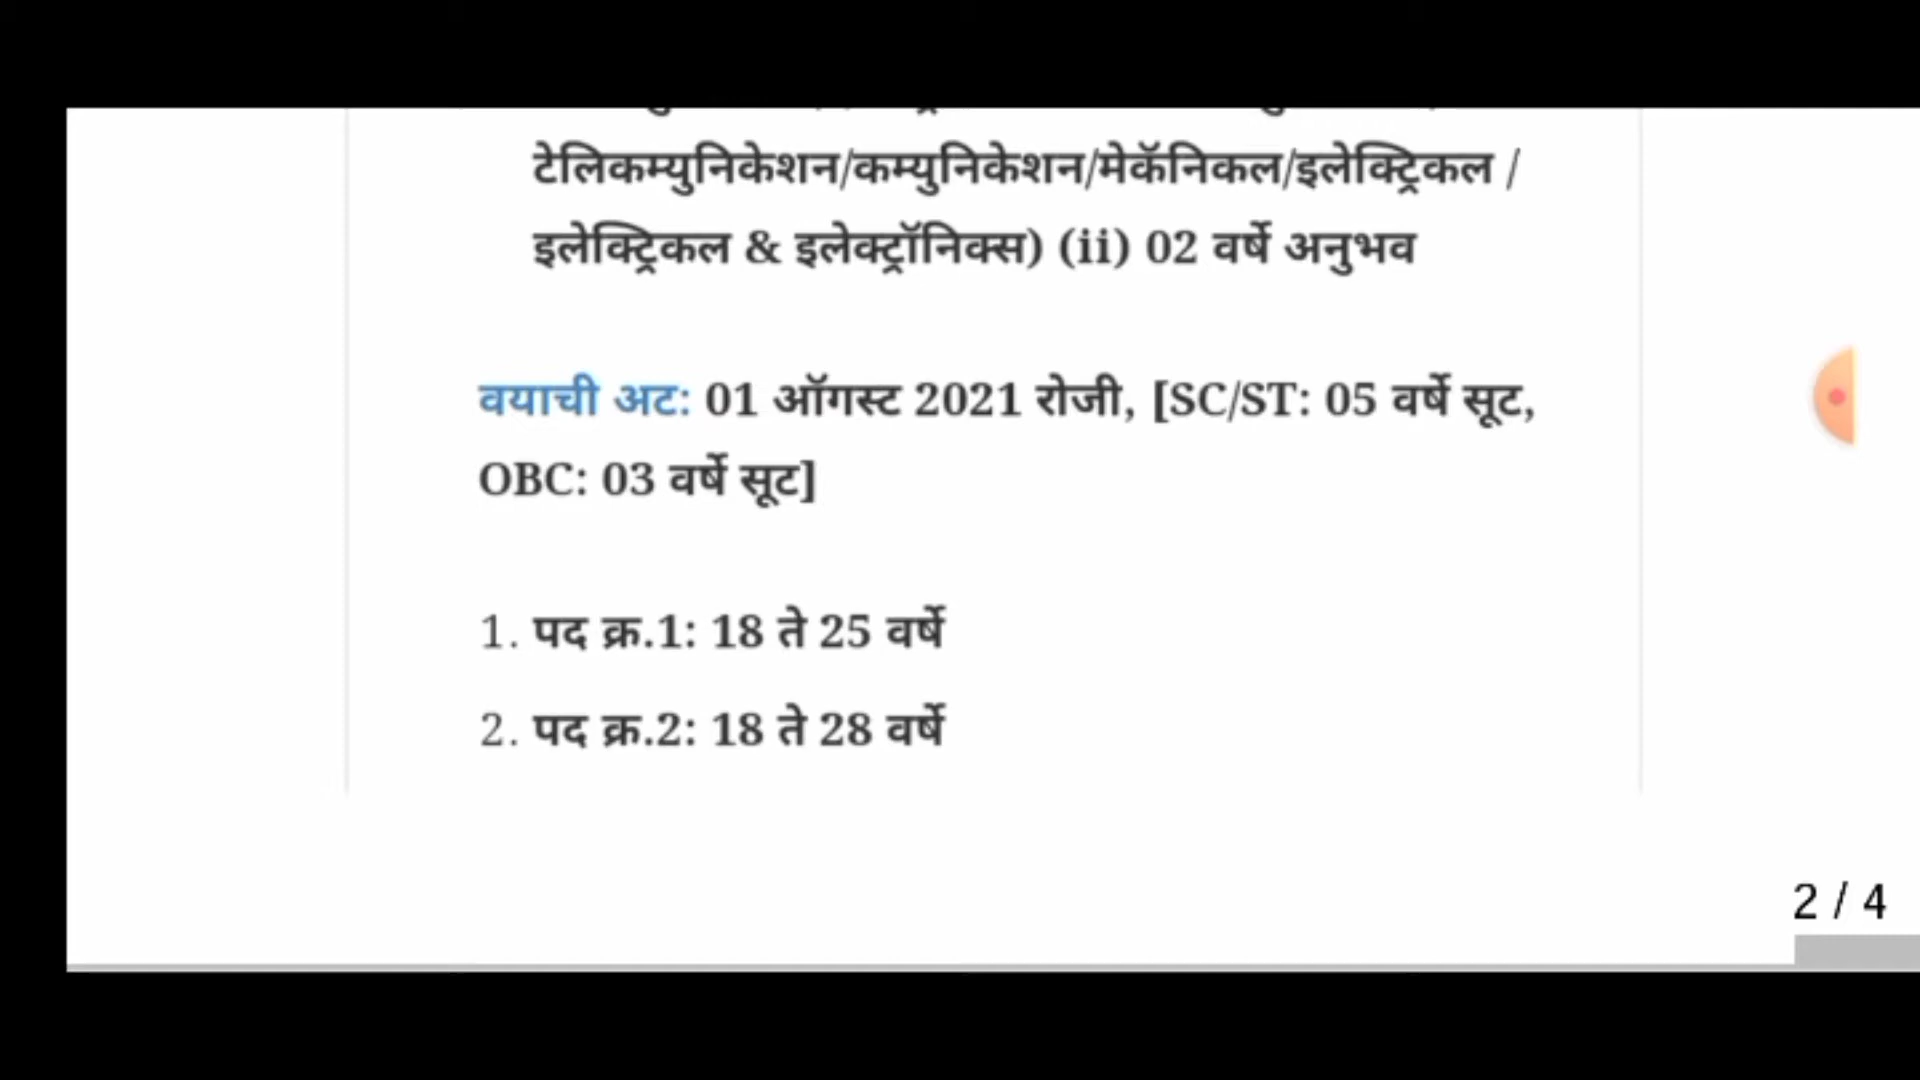 टेलिकम्युनिकेशन/कम्युनिकेशन/मेकॅनिकल/इलेक्ट्रिकल /
इलेक्ट्रिकल & इलेक्ट्रॉनिक्स) (ii) 02 वर्षे अनुभव
वयाची अट: 01 ऑगस्ट 2021 रोजी, [SC/ST: 05 वर्षे सूट,
OBC: 03 वर्षे सूट]
1. पद क्र.1: 18 ते 25 वर्षे
2. पद क्र.2: 18 ते 28 वर्षे
2 / 4